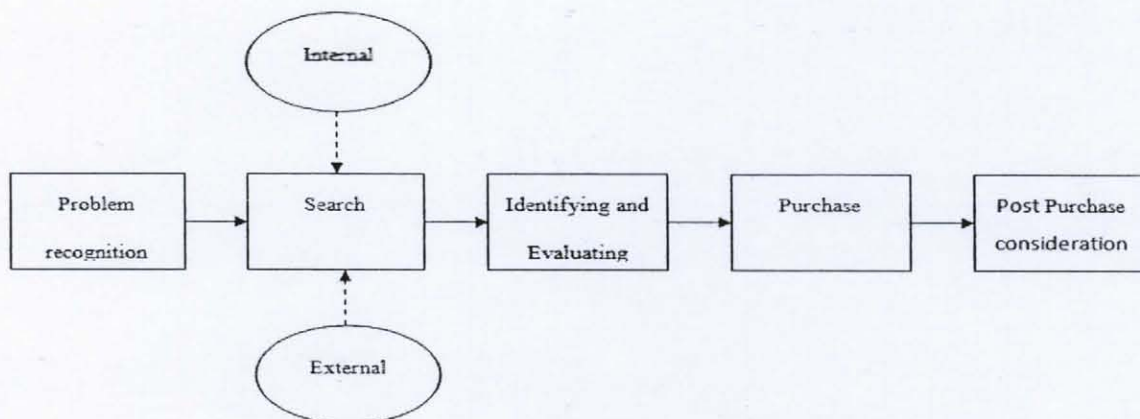 Internal
Problem
recognition
Search
Identifying and
Evaluating
Purchase
Post Purchase
consideration
External